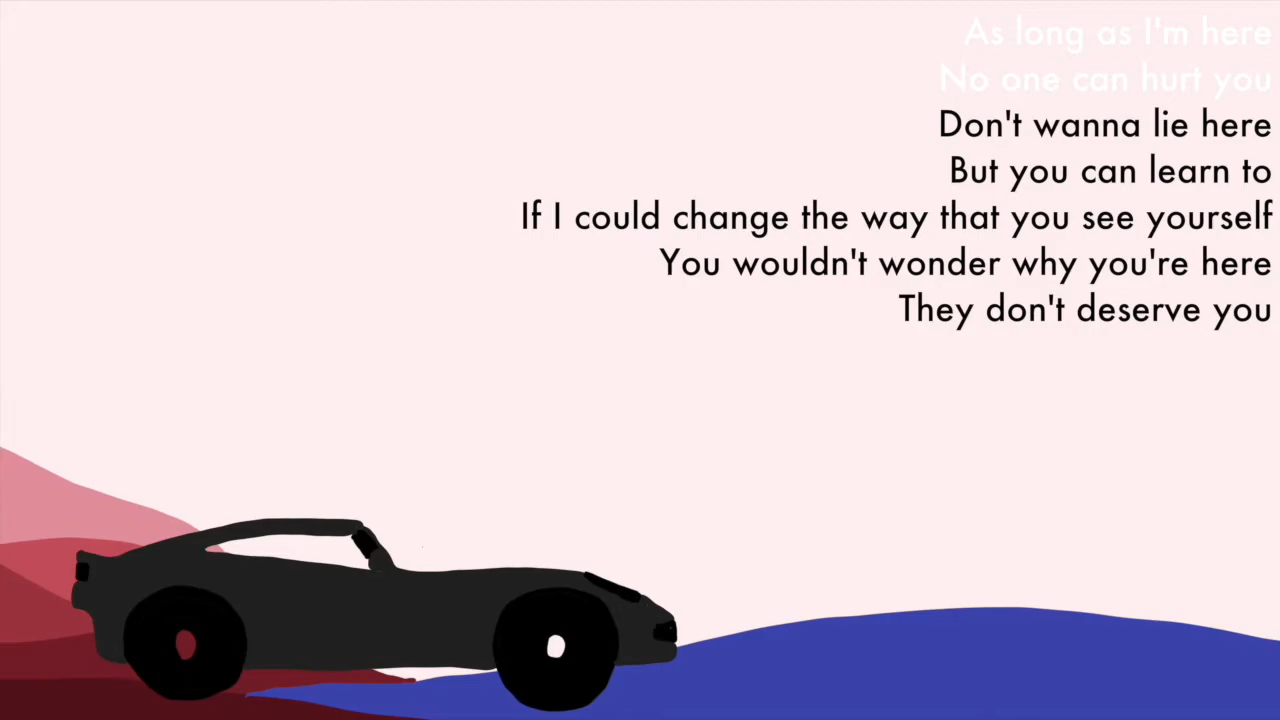 As long as I'm here
No one can hurt you
Don't wanna lie here
But you can learn to
If I could change the way that you see yourself
You wouldn't wonder why you're here
They don't deserve you